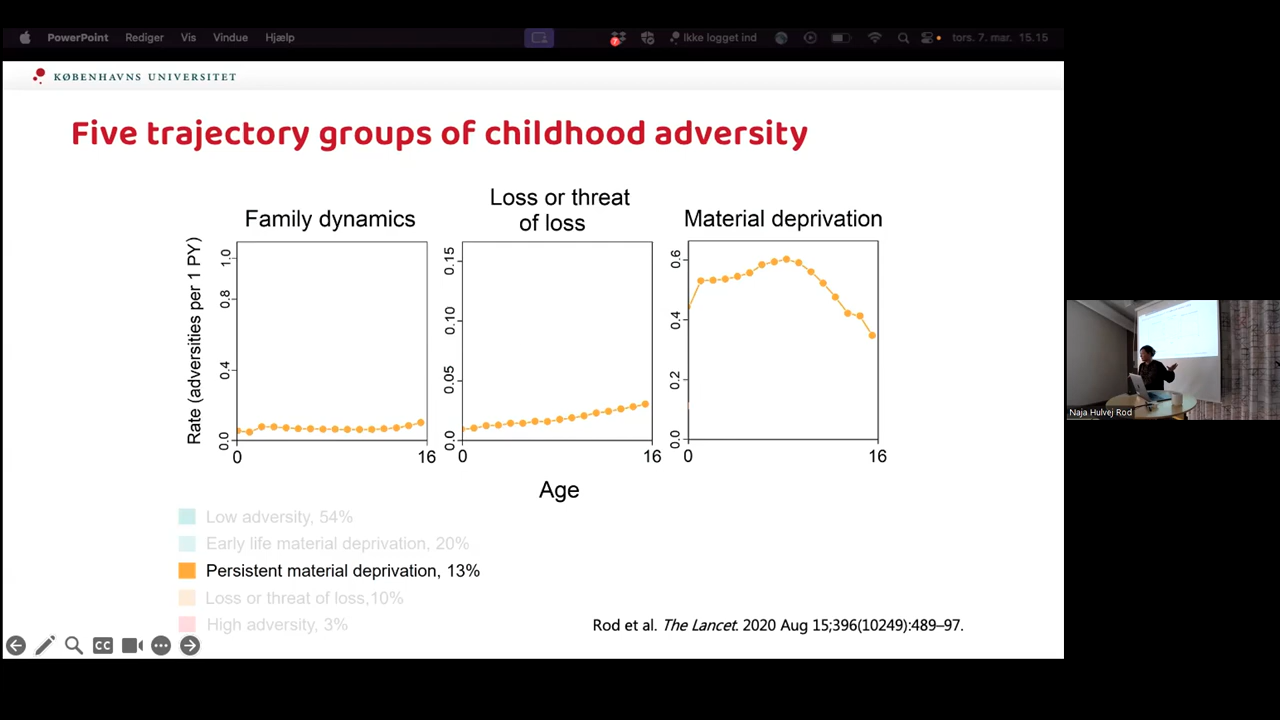 PowerPoint Rediger Vis Vindue Hjælp 7 Ikke logget ind tors. 7. mar. 15.15
KØBENHAVNS UNIVERSITET
Five trajectory groups of childhood adversity
Family dynamics
Loss or threat
of loss
Material deprivation
Rate (adversities per 1 PY)
1.0
0.8
0.4
0.0
0 16
0.15
0.10
0.05
0.0
0 16
0.6
0.4
0.2
0.0
0 16
Age
Low adversity, 54%
Early life material deprivation, 20%
Persistent material deprivation, 13%
Loss or threat of loss,10%
High adversity, 3%
Rod et al. The Lancet. 2020 Aug 15;396(10249):489–97.
CC
Naja Hulvej Rod